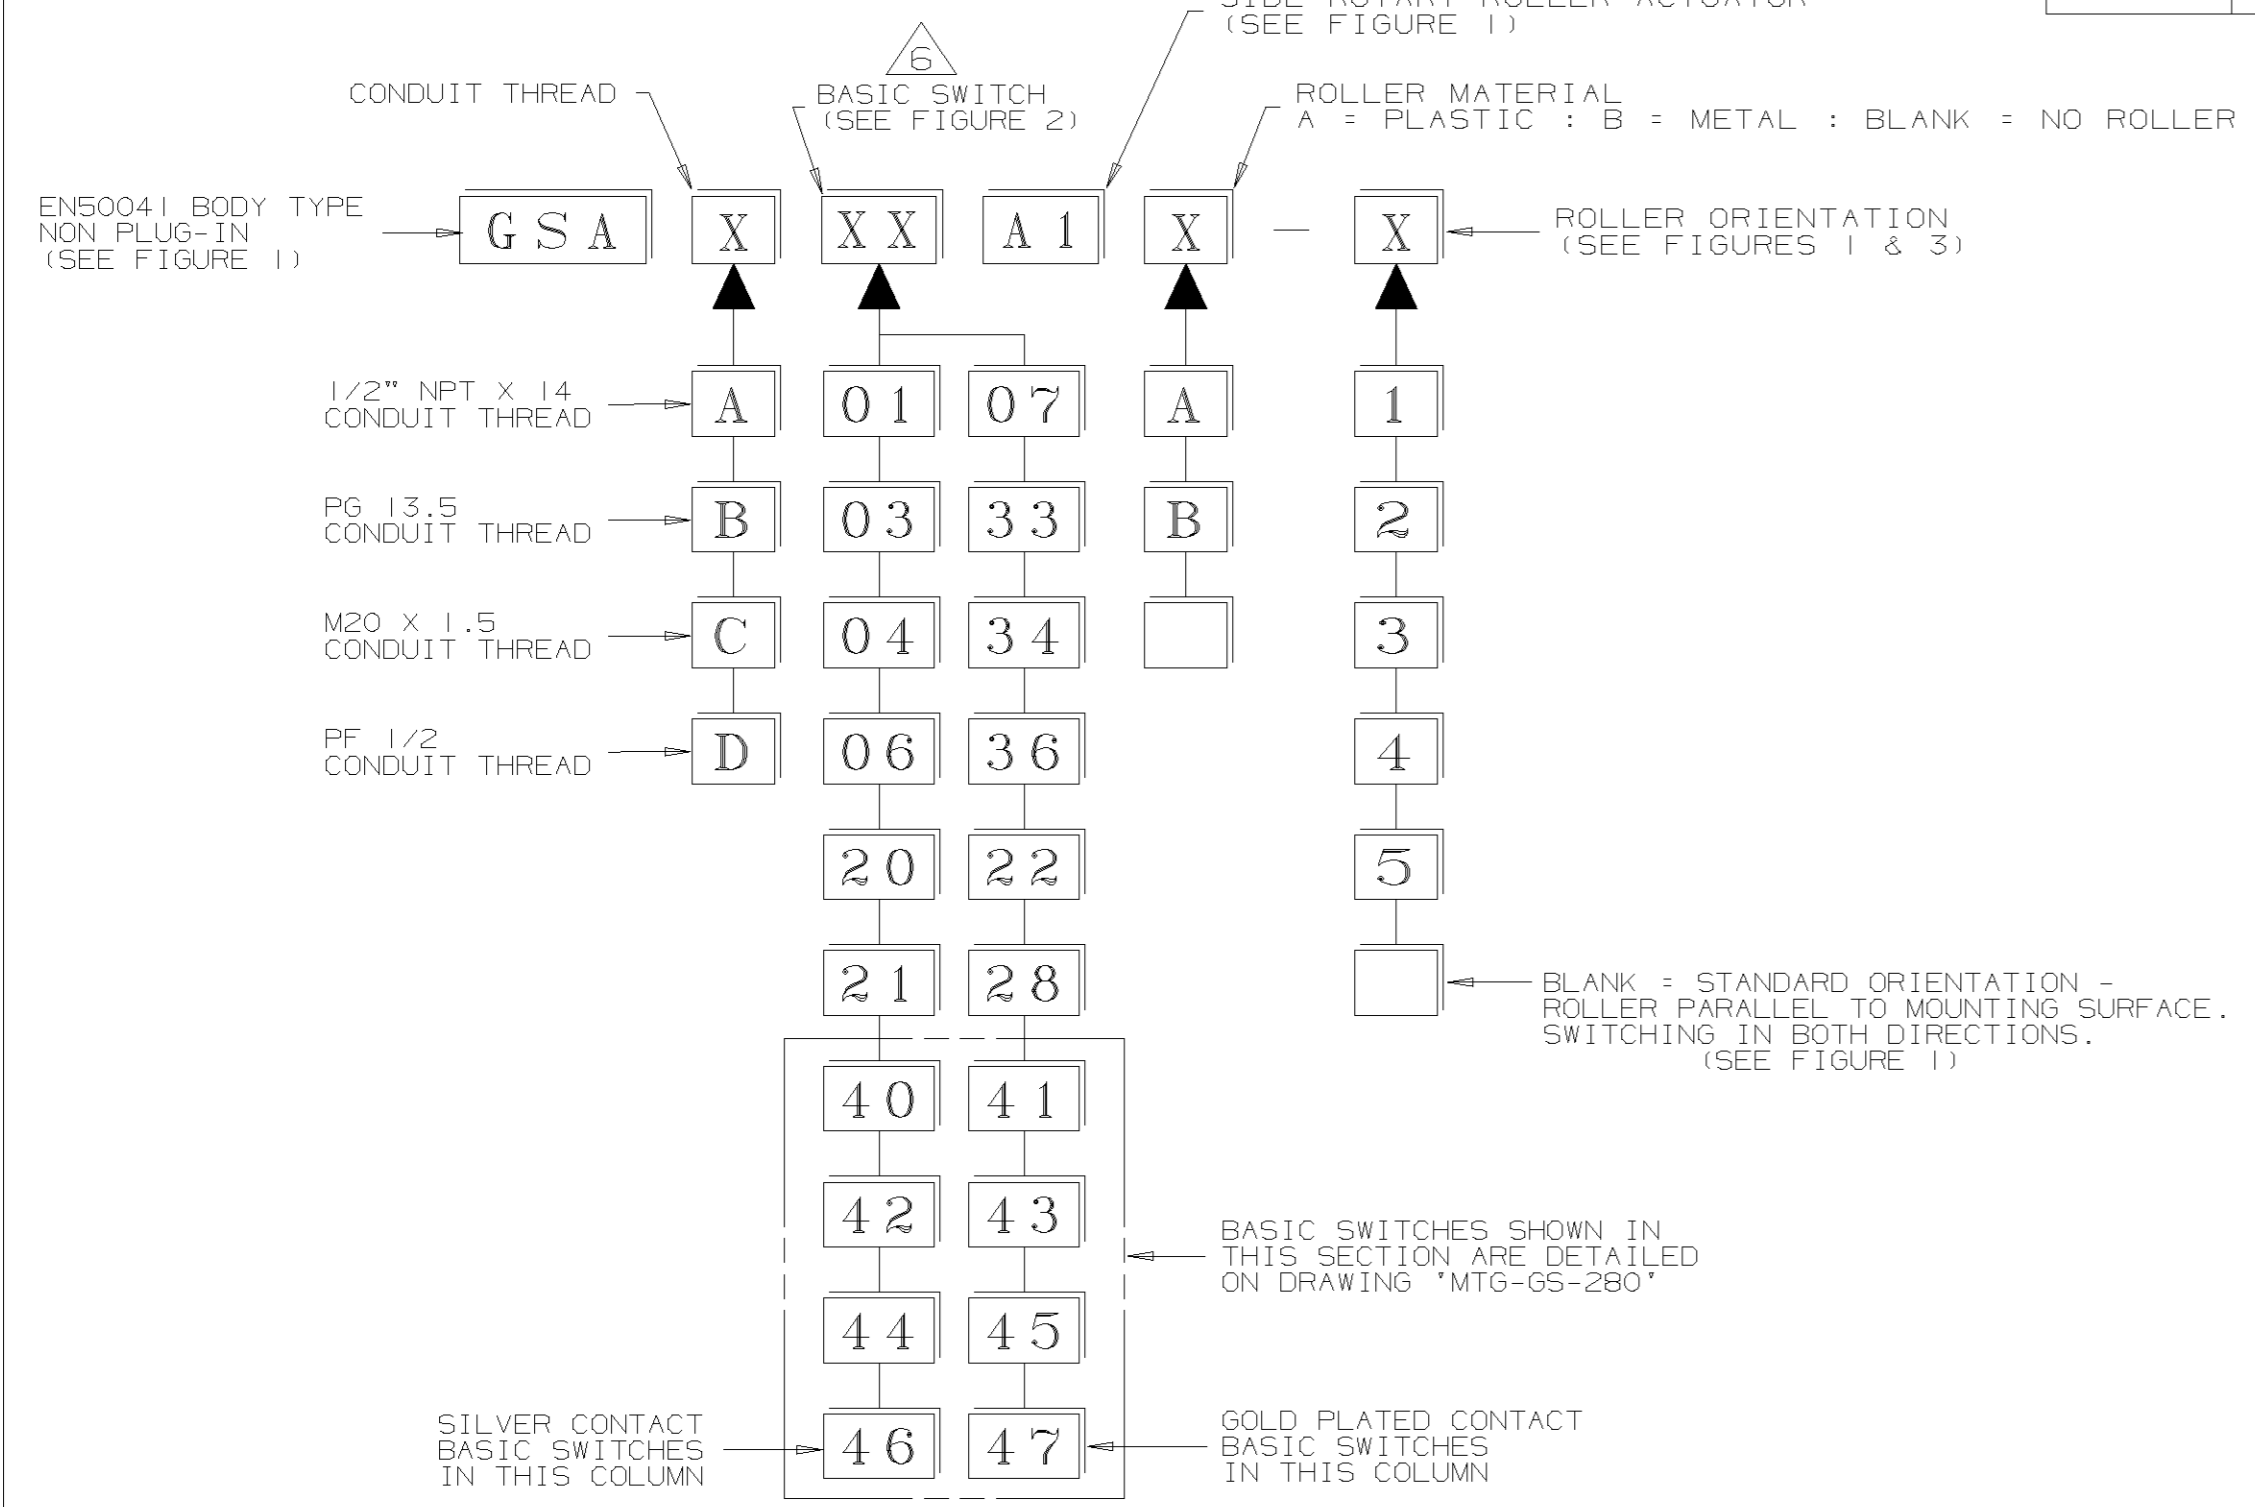 SIDE ROTARY ROLLER ACTUATOR
(SEE FIGURE 1)
6
CONDUIT THREAD
BASIC SWITCH
(SEE FIGURE 2)
ROLLER MATERIAL
A = PLASTIC : B = METAL : BLANK = NO ROLLER
EN50041 BODY TYPE
NON PLUG-IN
(SEE FIGURE 1)
GSA X XX A1 X — X
ROLLER ORIENTATION
(SEE FIGURES 1 & 3)
1/2" NPT X 14
CONDUIT THREAD
A 01 07 A 1
PG 13.5
CONDUIT THREAD
B 03 33 B 2
M20 X 1.5
CONDUIT THREAD
C 04 34 3
PF 1/2
CONDUIT THREAD
D 06 36 4
20 22 5
21 28
BLANK = STANDARD ORIENTATION -
ROLLER PARALLEL TO MOUNTING SURFACE.
SWITCHING IN BOTH DIRECTIONS.
(SEE FIGURE 1)
40 41
42 43
BASIC SWITCHES SHOWN IN
THIS SECTION ARE DETAILED
ON DRAWING 'MTG-GS-280'
44 45
SILVER CONTACT
BASIC SWITCHES
IN THIS COLUMN
46 47
GOLD PLATED CONTACT
BASIC SWITCHES
IN THIS COLUMN